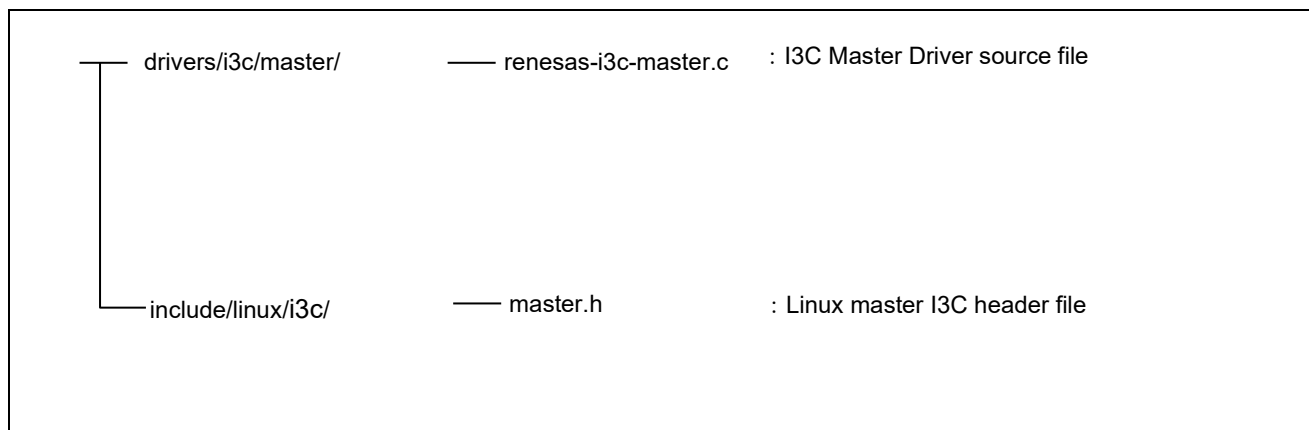 drivers/i3c/master/ renesas-i3c-master.c : I3C Master Driver source file
include/linux/i3c/ master.h : Linux master I3C header file